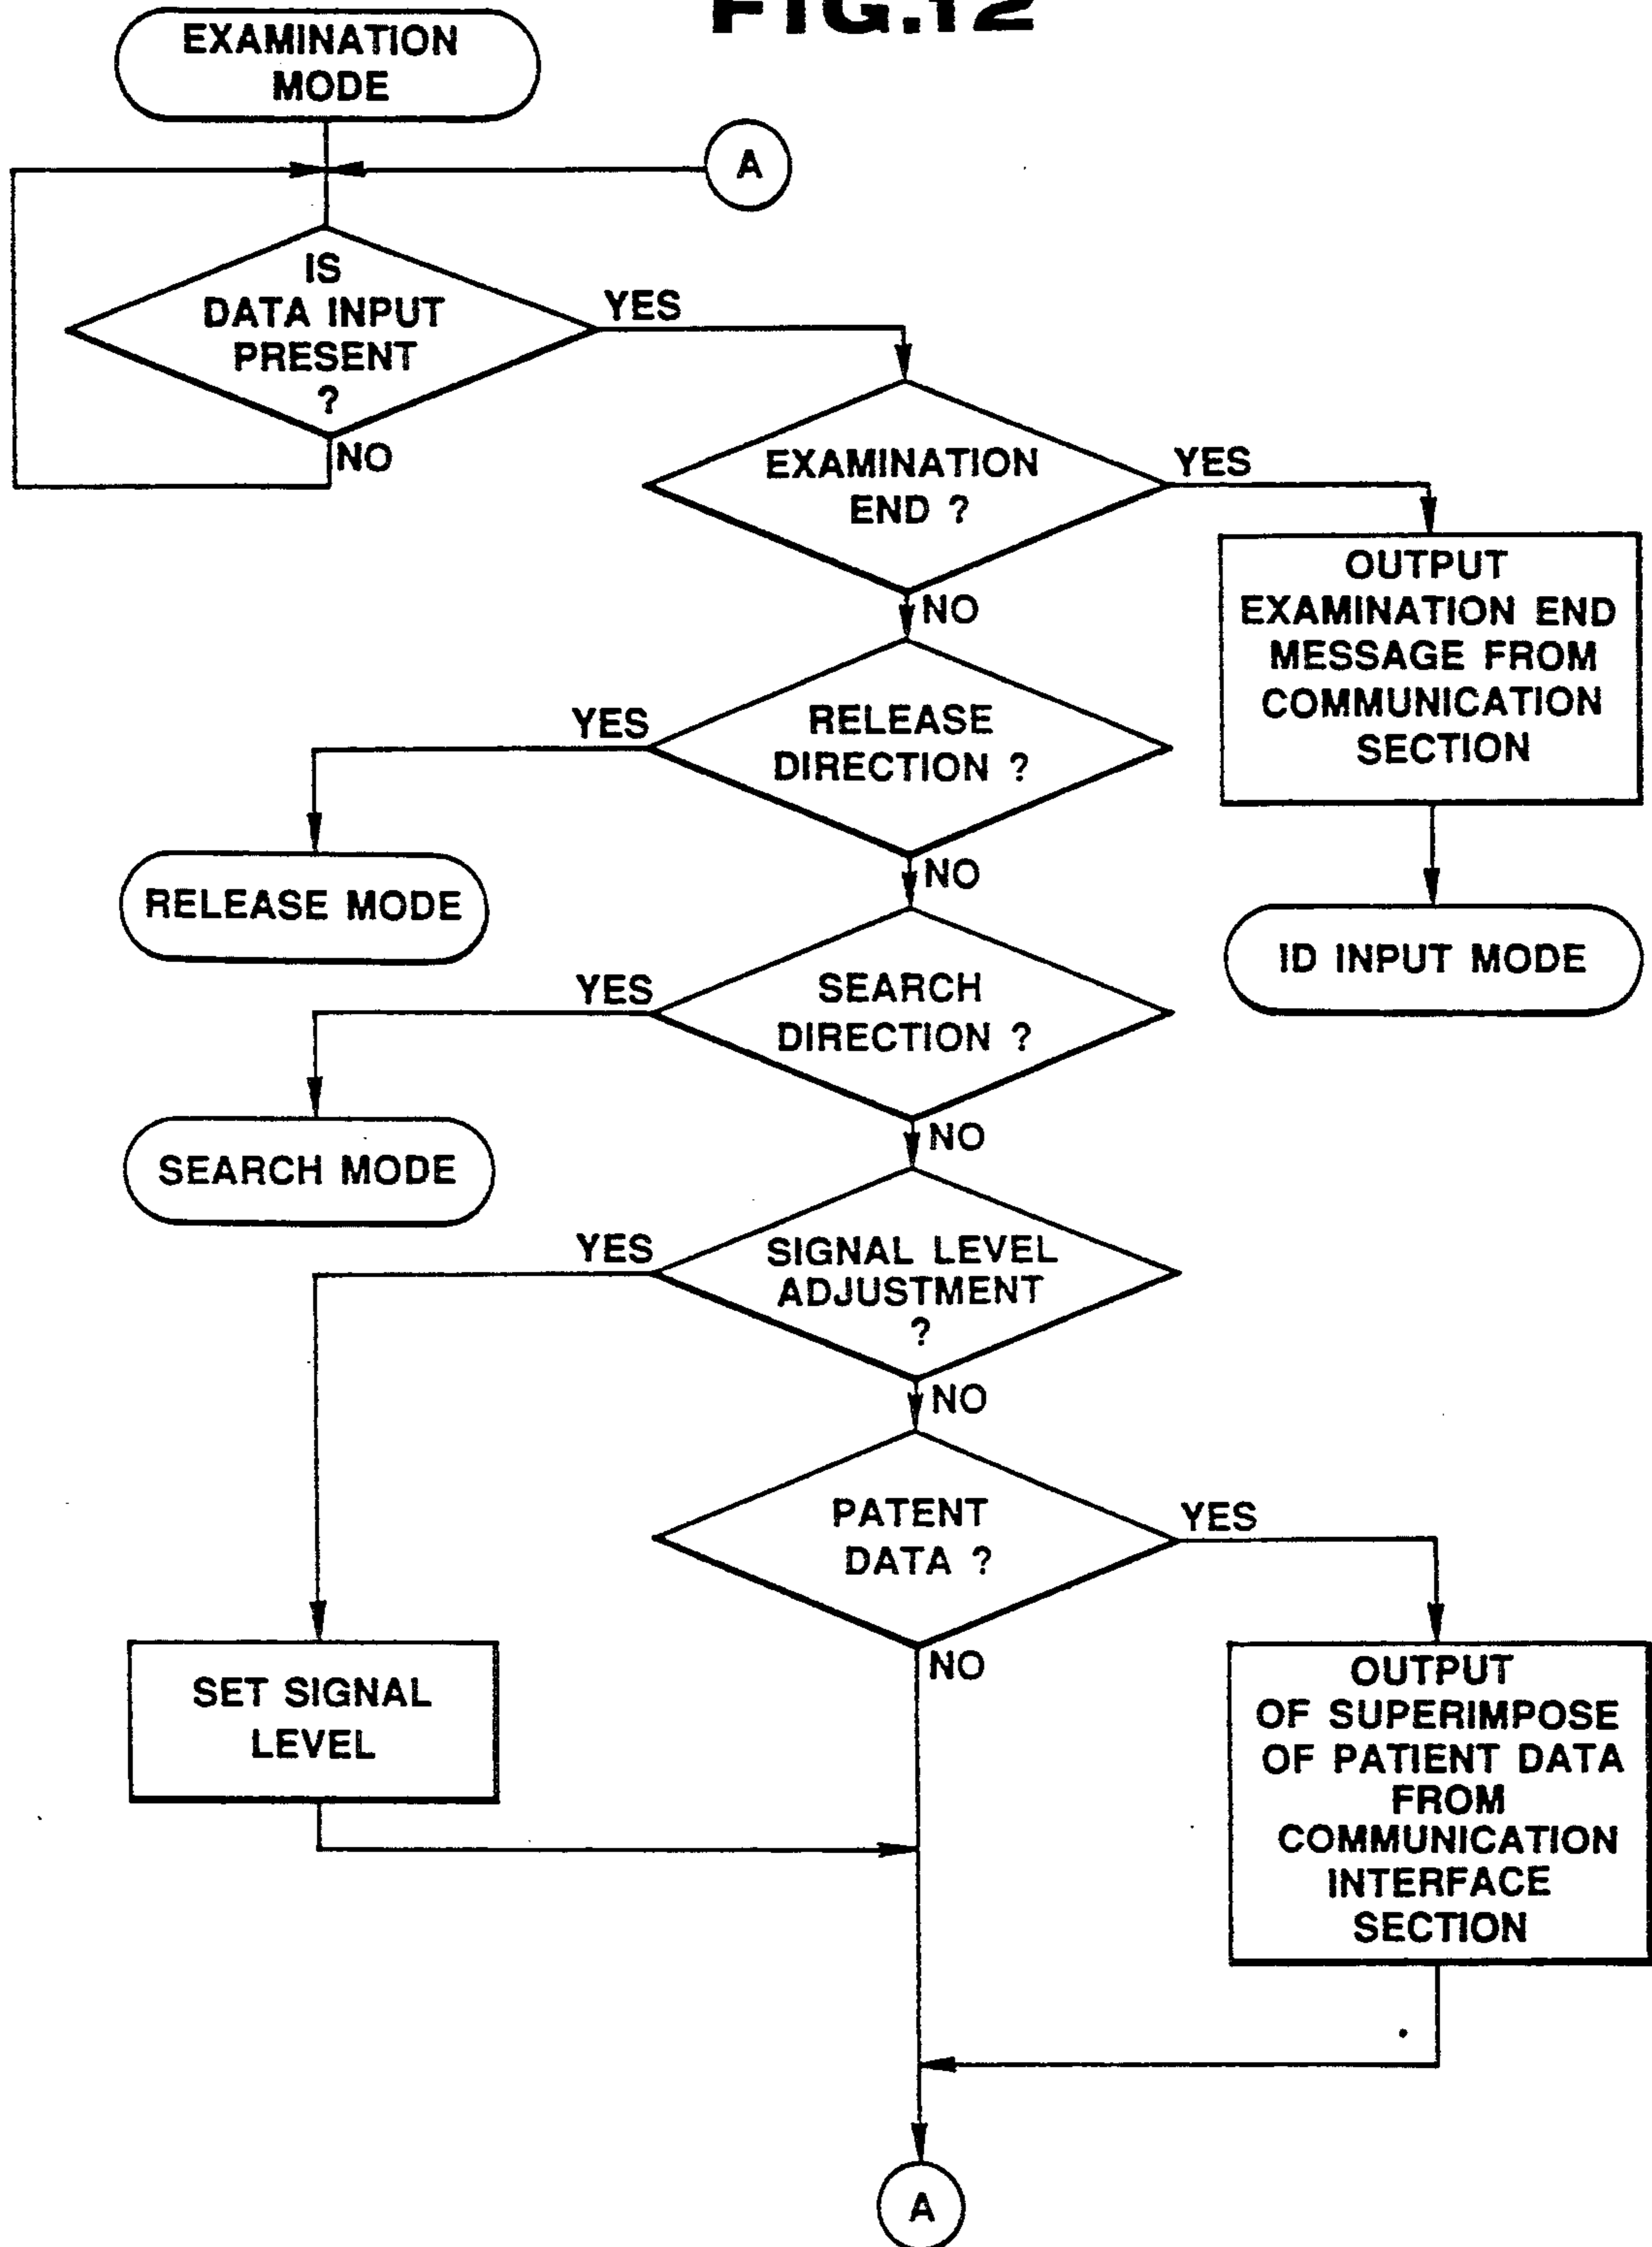 FIG.12
EXAMINATION
MODE
A
IS
DATA INPUT
PRESENT
?
YES
NO
EXAMINATION
END ?
YES
NO
OUTPUT
EXAMINATION END
MESSAGE FROM
COMMUNICATION
SECTION
RELEASE
DIRECTION ?
YES
NO
RELEASE MODE
ID INPUT MODE
SEARCH
DIRECTION ?
YES
NO
SEARCH MODE
SIGNAL LEVEL
ADJUSTMENT
?
YES
NO
PATENT
DATA ?
YES
NO
SET SIGNAL
LEVEL
OUTPUT
OF SUPERIMPOSE
OF PATIENT DATA
FROM
COMMUNICATION
INTERFACE
SECTION
A